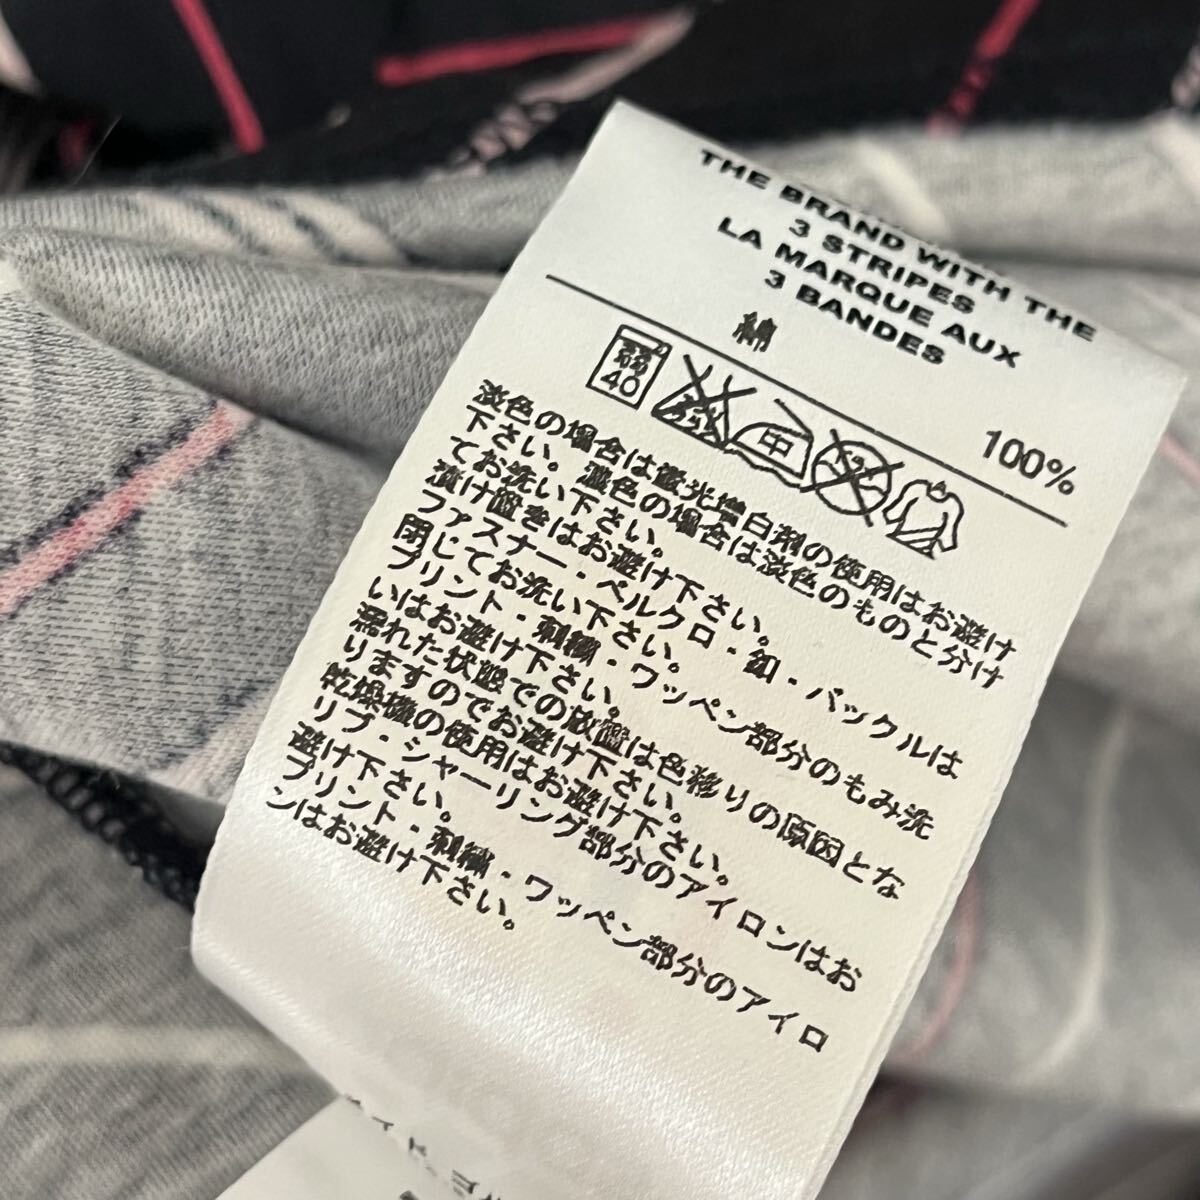 THE BRAND WITH THE
3 STRIPES
LA MARQUE AUX
3 BANDES
綿 100%
弱
40
中
淡色の場合は蛍光増白剤の使用はお避け
下さい。濃色の場合は淡色のものと分け
てお洗い下さい。
漬け置きはお避け下さい。
ファスナー・ベルクロ・釦・バックルは
閉じてお洗い下さい。
プリント・刺繍・ワッペン部分のもみ洗
いはお避け下さい。
濡れた状態での放置は色移りの原因とな
りますのでお避け下さい。
乾燥機の使用はお避け下さい。
リブ・シャーリング部分のアイロンはお
避け下さい。
プリント・刺繍・ワッペン部分のアイロ
ンはお避け下さい。